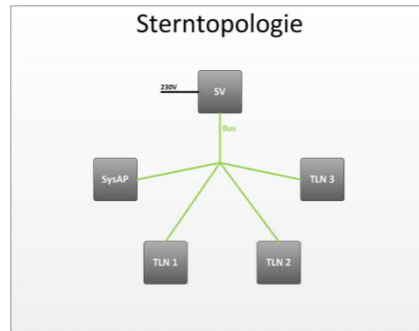 Sterntopologie
230V
SV
Bus
SysAP
TLN 3
TLN 1
TLN 2